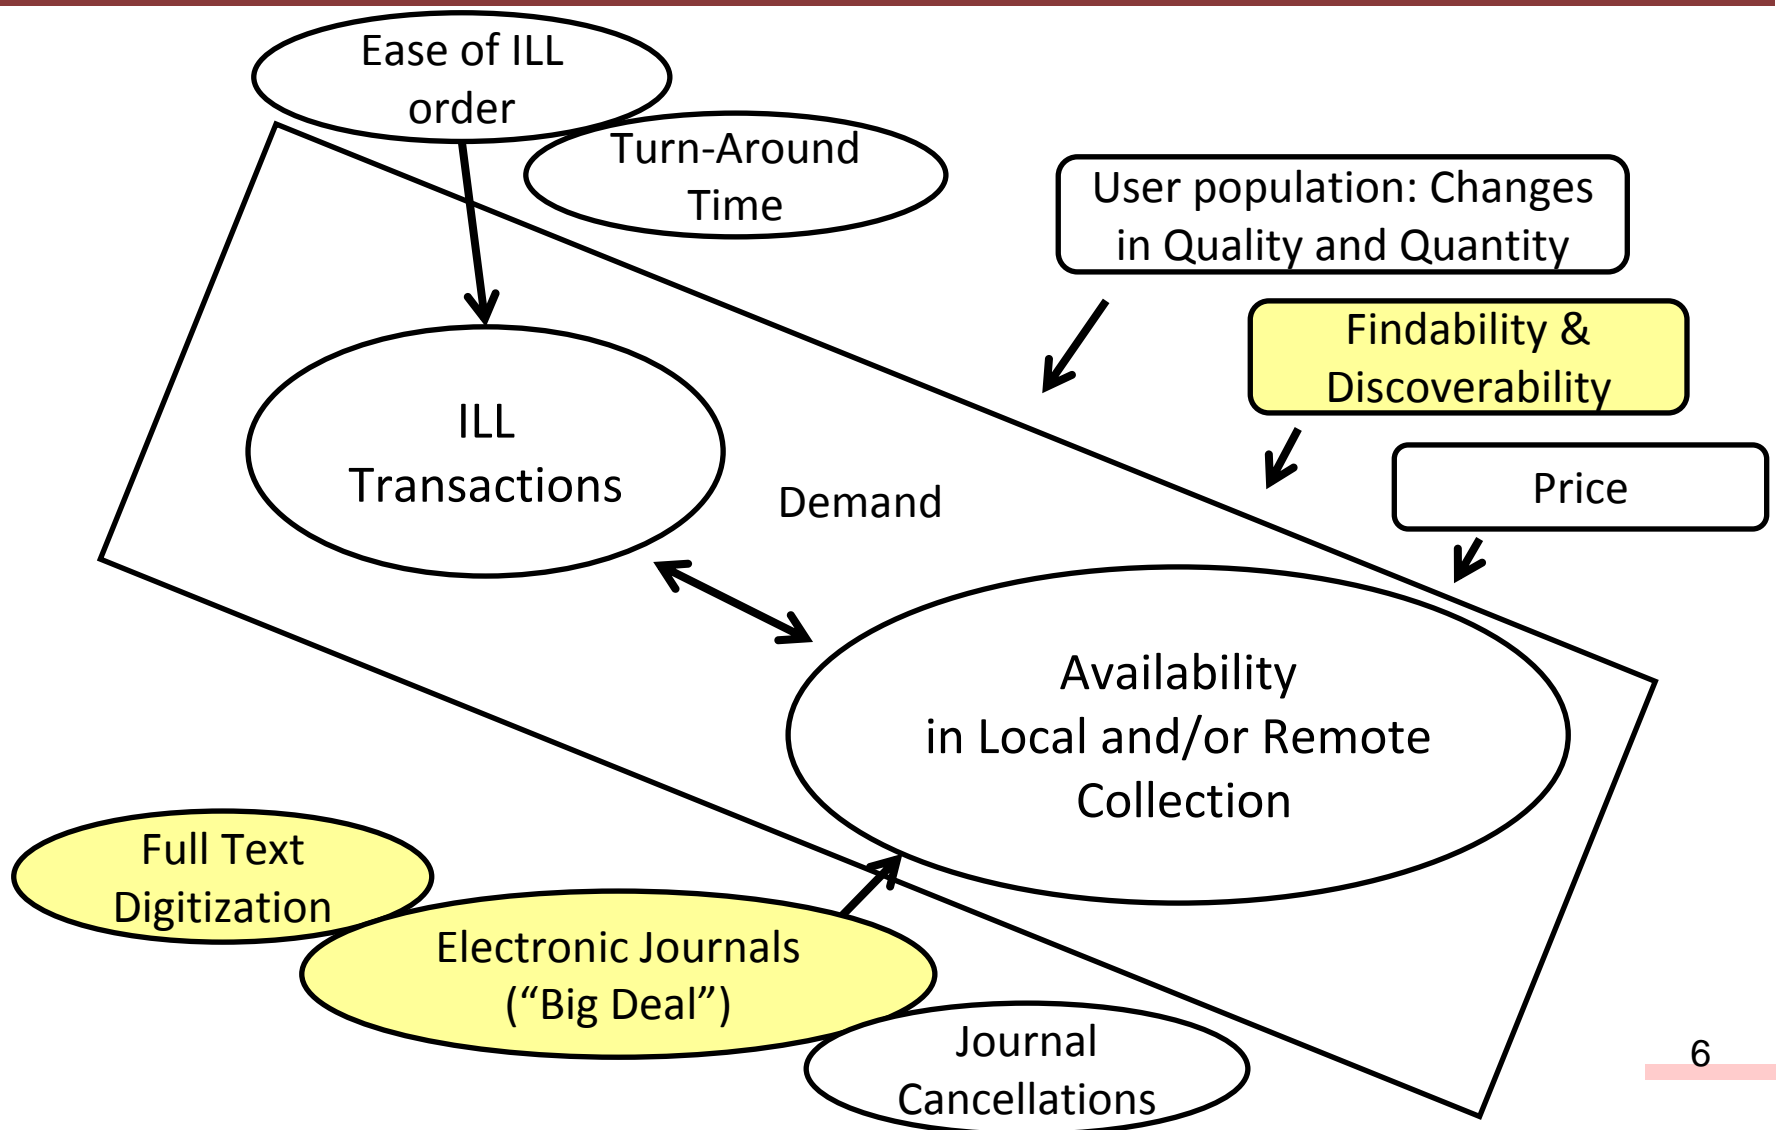 Ease of ILL
order
Turn-Around
Time
User population: Changes
in Quality and Quantity
Findability &
Discoverability
Price
ILL
Transactions
Demand
Availability
in Local and/or Remote
Collection
Full Text
Digitization
Electronic Journals
(“Big Deal”)
Journal
Cancellations
6